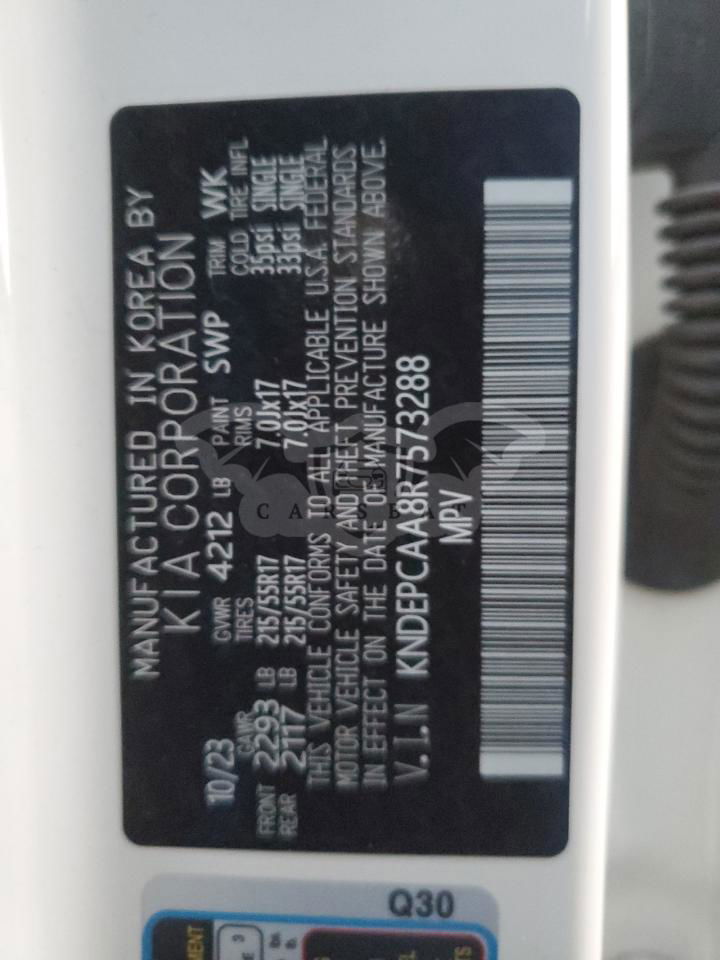 MANUFACTURED IN KOREA BY
KIA CORPORATION
10/23 GVWR 4212 LB PAINT SWP TRIM WK
GAWR TIRES RIMS COLD TIRE INFL
FRONT 2293 LB 215/55R17 7.0Jx17 35psi SINGLE
REAR 2117 LB 215/55R17 7.0Jx17 33psi SINGLE
THIS VEHICLE CONFORMS TO ALL APPLICABLE U.S.A. FEDERAL
MOTOR VEHICLE SAFETY AND THEFT PREVENTION STANDARDS
IN EFFECT ON THE DATE OF MANUFACTURE SHOWN ABOVE.
V.I.N KNDEPCAA8R7573288
MPV
CARSBAT
Q30